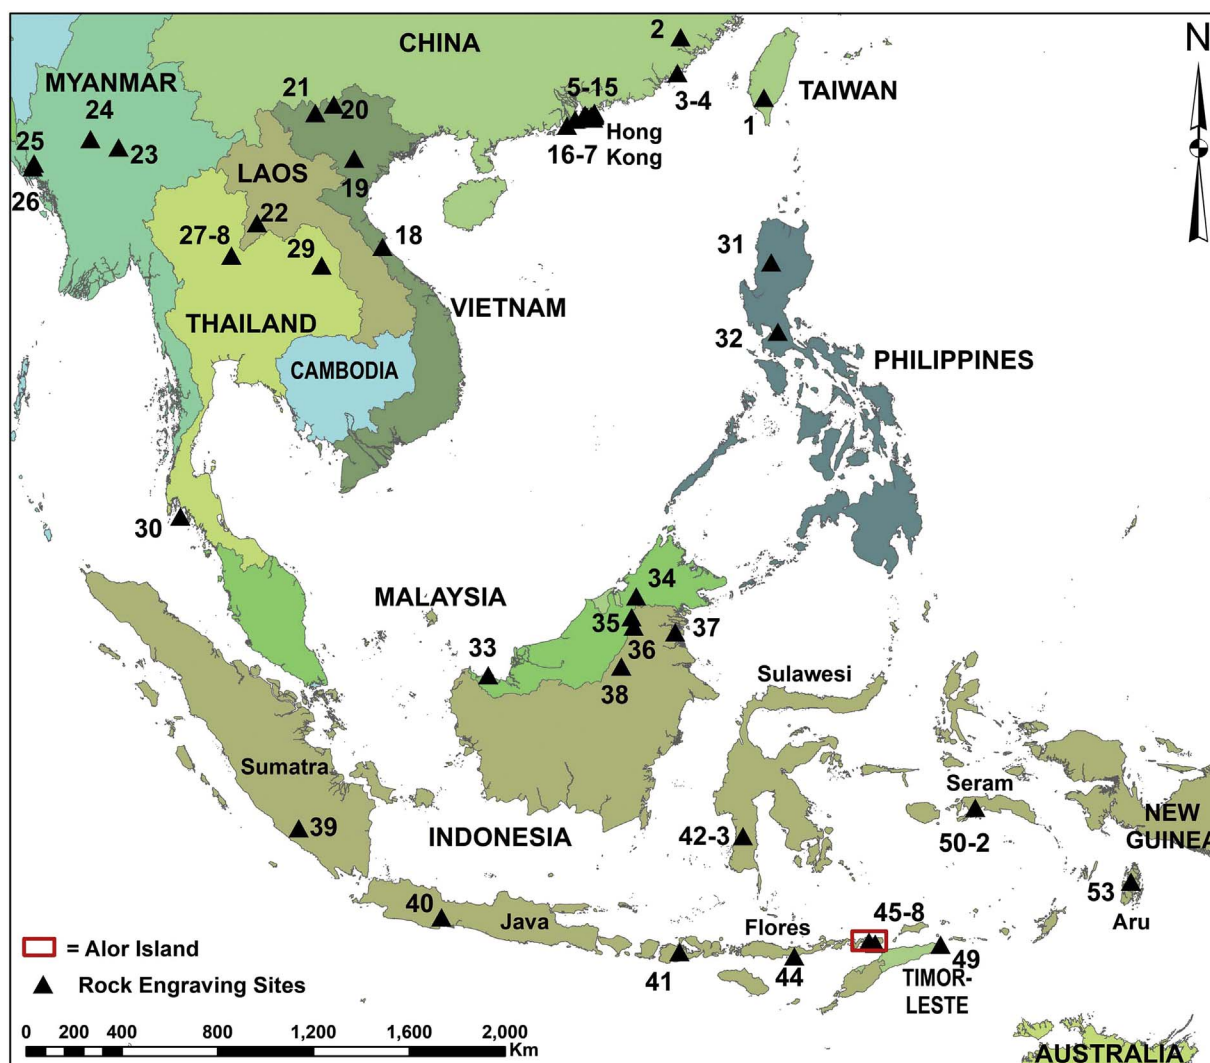 2
CHINA
N
MYANMAR
21
20
5-15
TAIWAN
24
3-4
1
25
23
Hong
Kong
16-7
LAOS
19
26
22
27-8
29
18
31
VIETNAM
THAILAND
32
PHILIPPINES
CAMBODIA
30
34
MALAYSIA
35
37
33
36
38
Sulawesi
Sumatra
Seram
39
INDONESIA
42-3
50-2
NEW
GUINEA
53
40
Java
Flores
45-8
Aru
= Alor Island
41
44
49
TIMOR-
LESTE
Rock Engraving Sites
0 200 400 800 1,200 1,600 2,000
Km
AUSTRALIA